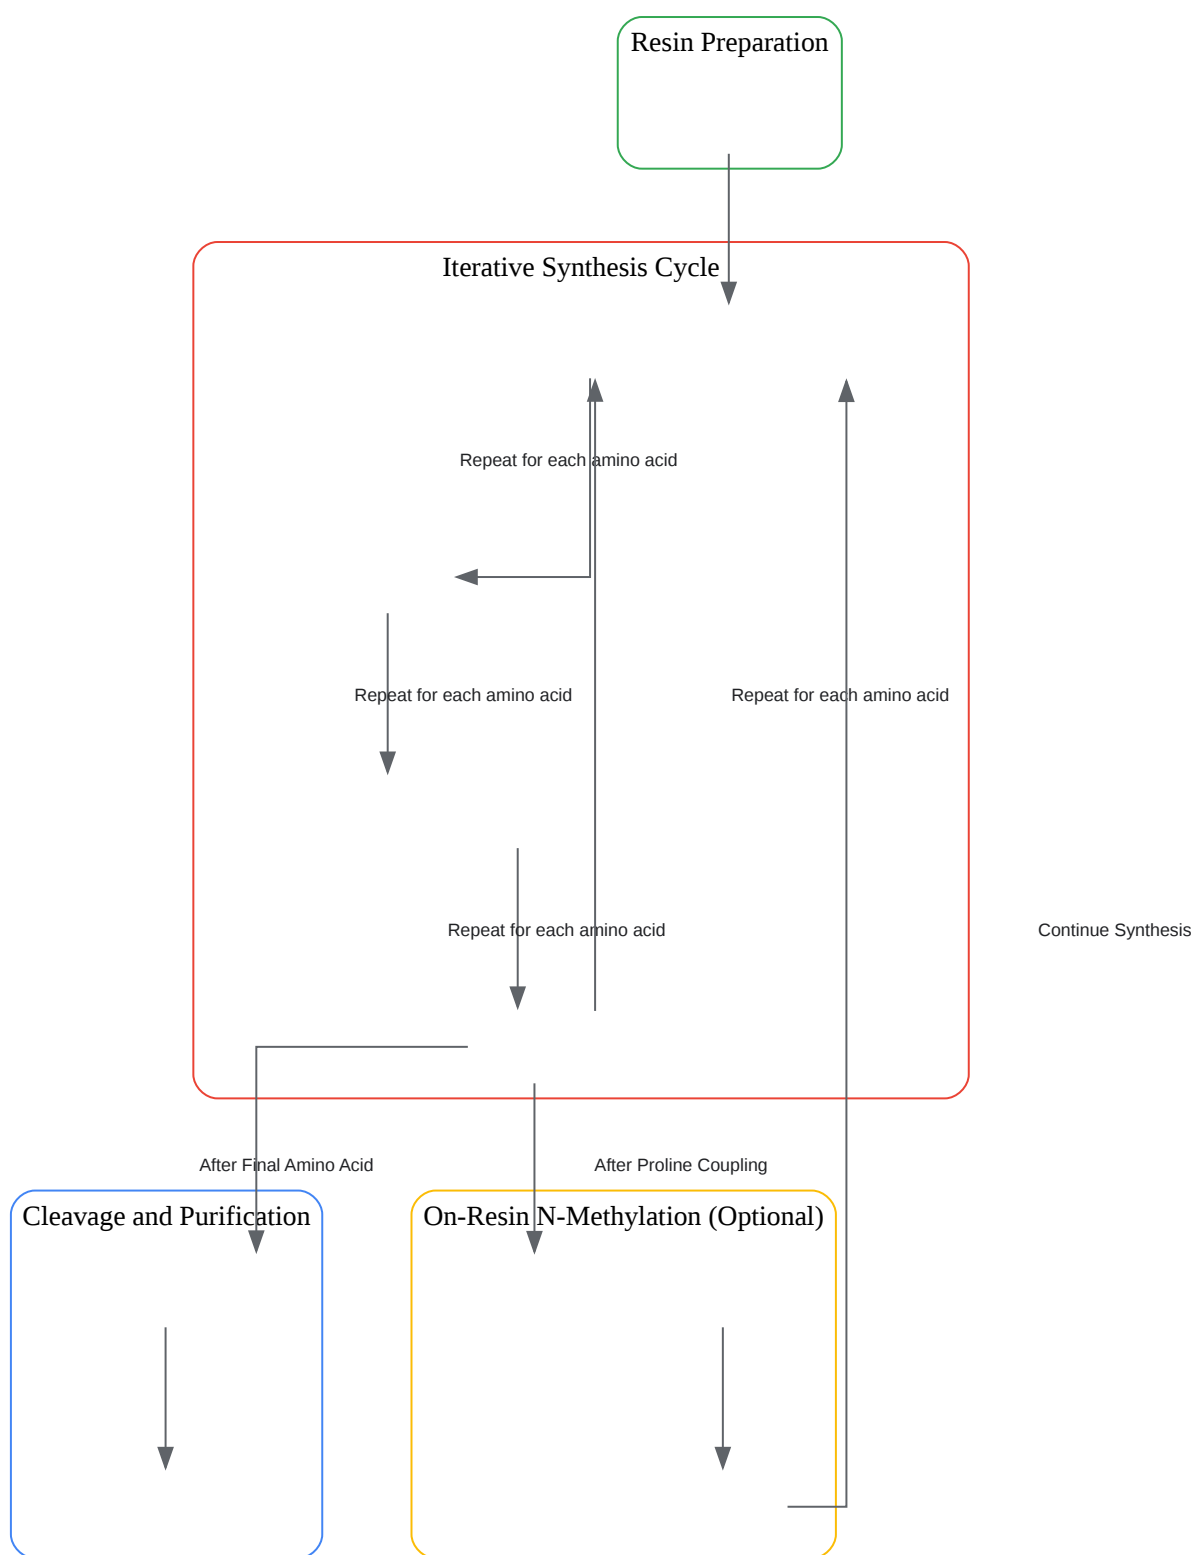 Resin Preparation
Iterative Synthesis Cycle
Repeat for each amino acid
Repeat for each amino acid
Repeat for each amino acid
Repeat for each amino acid
Continue Synthesis
After Final Amino Acid
After Proline Coupling
Cleavage and Purification
On-Resin N-Methylation (Optional)